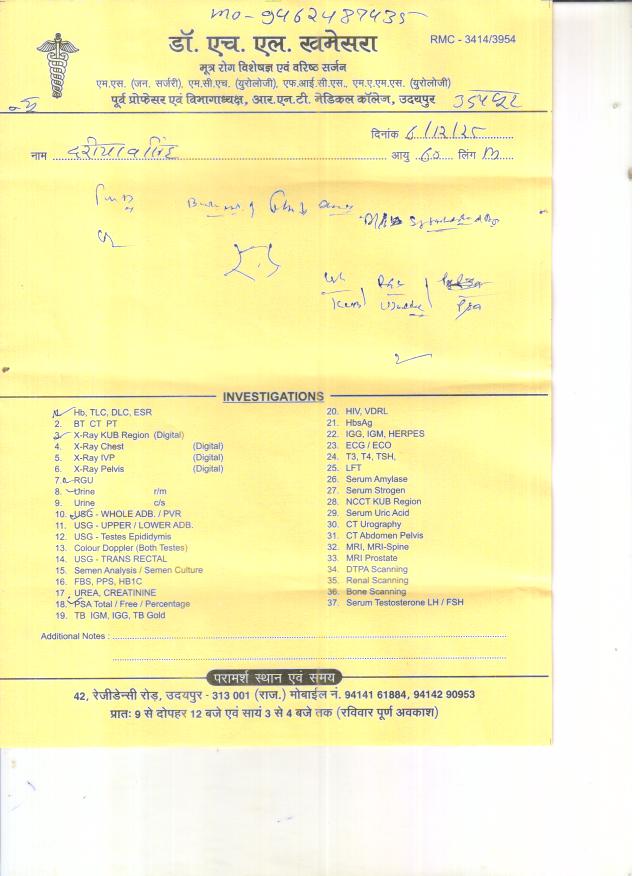 mo - 9462487435
डॉ. एच. एल. खमेसरा
RMC - 3414/3954
मूत्र रोग विशेषज्ञ एवं वरिष्ठ सर्जन
एम.एस. (जन. सर्जरी), एम.सी.एच. (युरोलोजी), एफ.आई.सी.एस., एम.ए.एम.एस. (युरोलोजी)
पूर्व प्रोफेसर एवं विभागाध्यक्ष, आर.एन.टी. मेडिकल कॉलेज, उदयपुर
दिनांक 6/12/25
नाम दरीयाव सिंह आयु 60 लिंग M
INVESTIGATIONS
1. Hb, TLC, DLC, ESR
2. BT CT PT
3. X-Ray KUB Region (Digital)
4. X-Ray Chest (Digital)
5. X-Ray IVP (Digital)
6. X-Ray Pelvis (Digital)
7. RGU
8. Urine r/m
9. Urine c/s
10. USG - WHOLE ADB. / PVR
11. USG - UPPER / LOWER ADB.
12. USG - Testes Epididymis
13. Colour Doppler (Both Testes)
14. USG - TRANS RECTAL
15. Semen Analysis / Semen Culture
16. FBS, PPS, HB1C
17. UREA, CREATININE
18. PSA Total / Free / Percentage
19. TB IGM, IGG, TB Gold
20. HIV, VDRL
21. HbsAg
22. IGG, IGM, HERPES
23. ECG / ECO
24. T3, T4, TSH,
25. LFT
26. Serum Amylase
27. Serum Strogen
28. NCCT KUB Region
29. Serum Uric Acid
30. CT Urography
31. CT Abdomen Pelvis
32. MRI, MRI-Spine
33. MRI Prostate
34. DTPA Scanning
35. Renal Scanning
36. Bone Scanning
37. Serum Testosterone LH / FSH
Additional Notes :
परामर्श स्थान एवं समय
42, रेजीडेन्सी रोड़, उदयपुर - 313 001 (राज.) मोबाईल नं. 94141 61884, 94142 90953
प्रातः 9 से दोपहर 12 बजे एवं सायं 3 से 4 बजे तक (रविवार पूर्ण अवकाश)